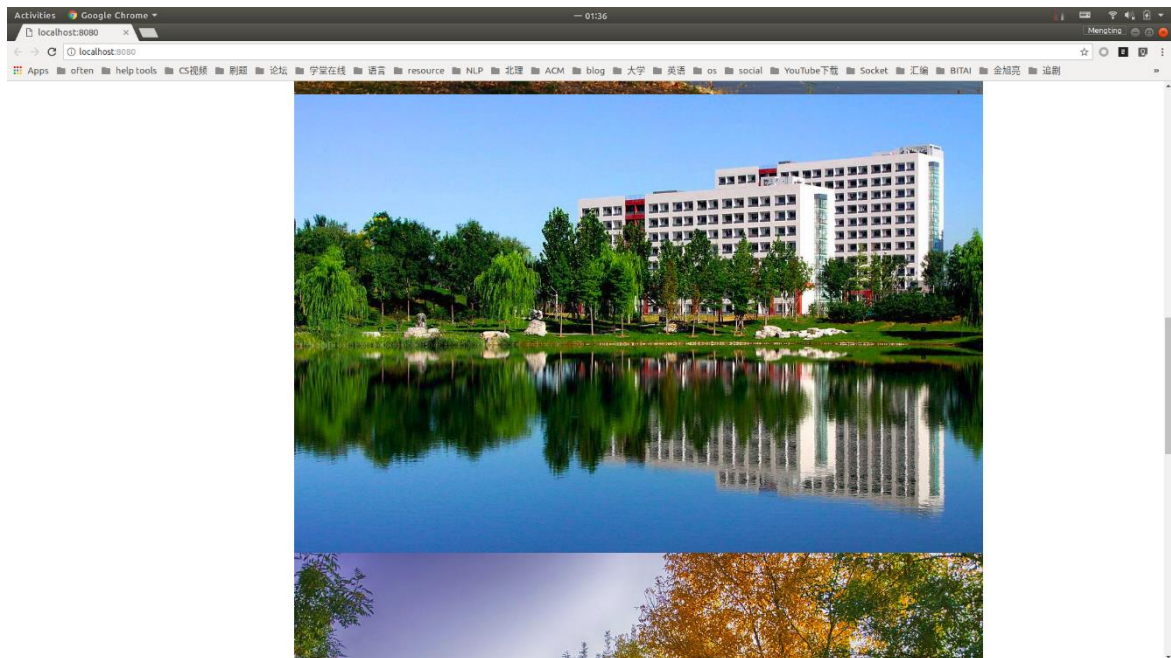 Activities Google Chrome — 01:36
localhost:8080 × Mengting
localhost:8080
Apps often help tools CS视频 刷题 论坛 学堂在线 语言 resource NLP 北理 ACM blog 大学 英语 os social YouTube下载 Socket 汇编 BITAI 金旭亮 追剧 »